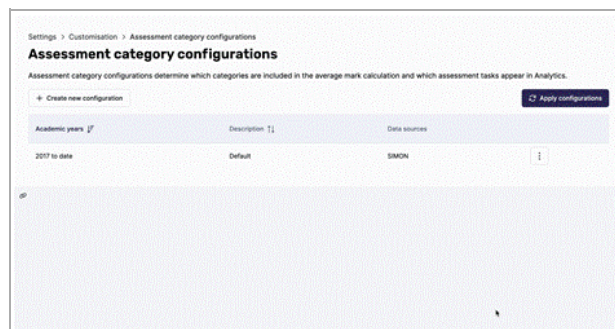 Settings > Customisation > Assessment category configurations
Assessment category configurations
Assessment category configurations determine which categories are included in the average mark calculation and which assessment tasks appear in Analytics.
+ Create new configuration
Apply configurations
Academic years Description Data sources
2017 to date Default SIMON